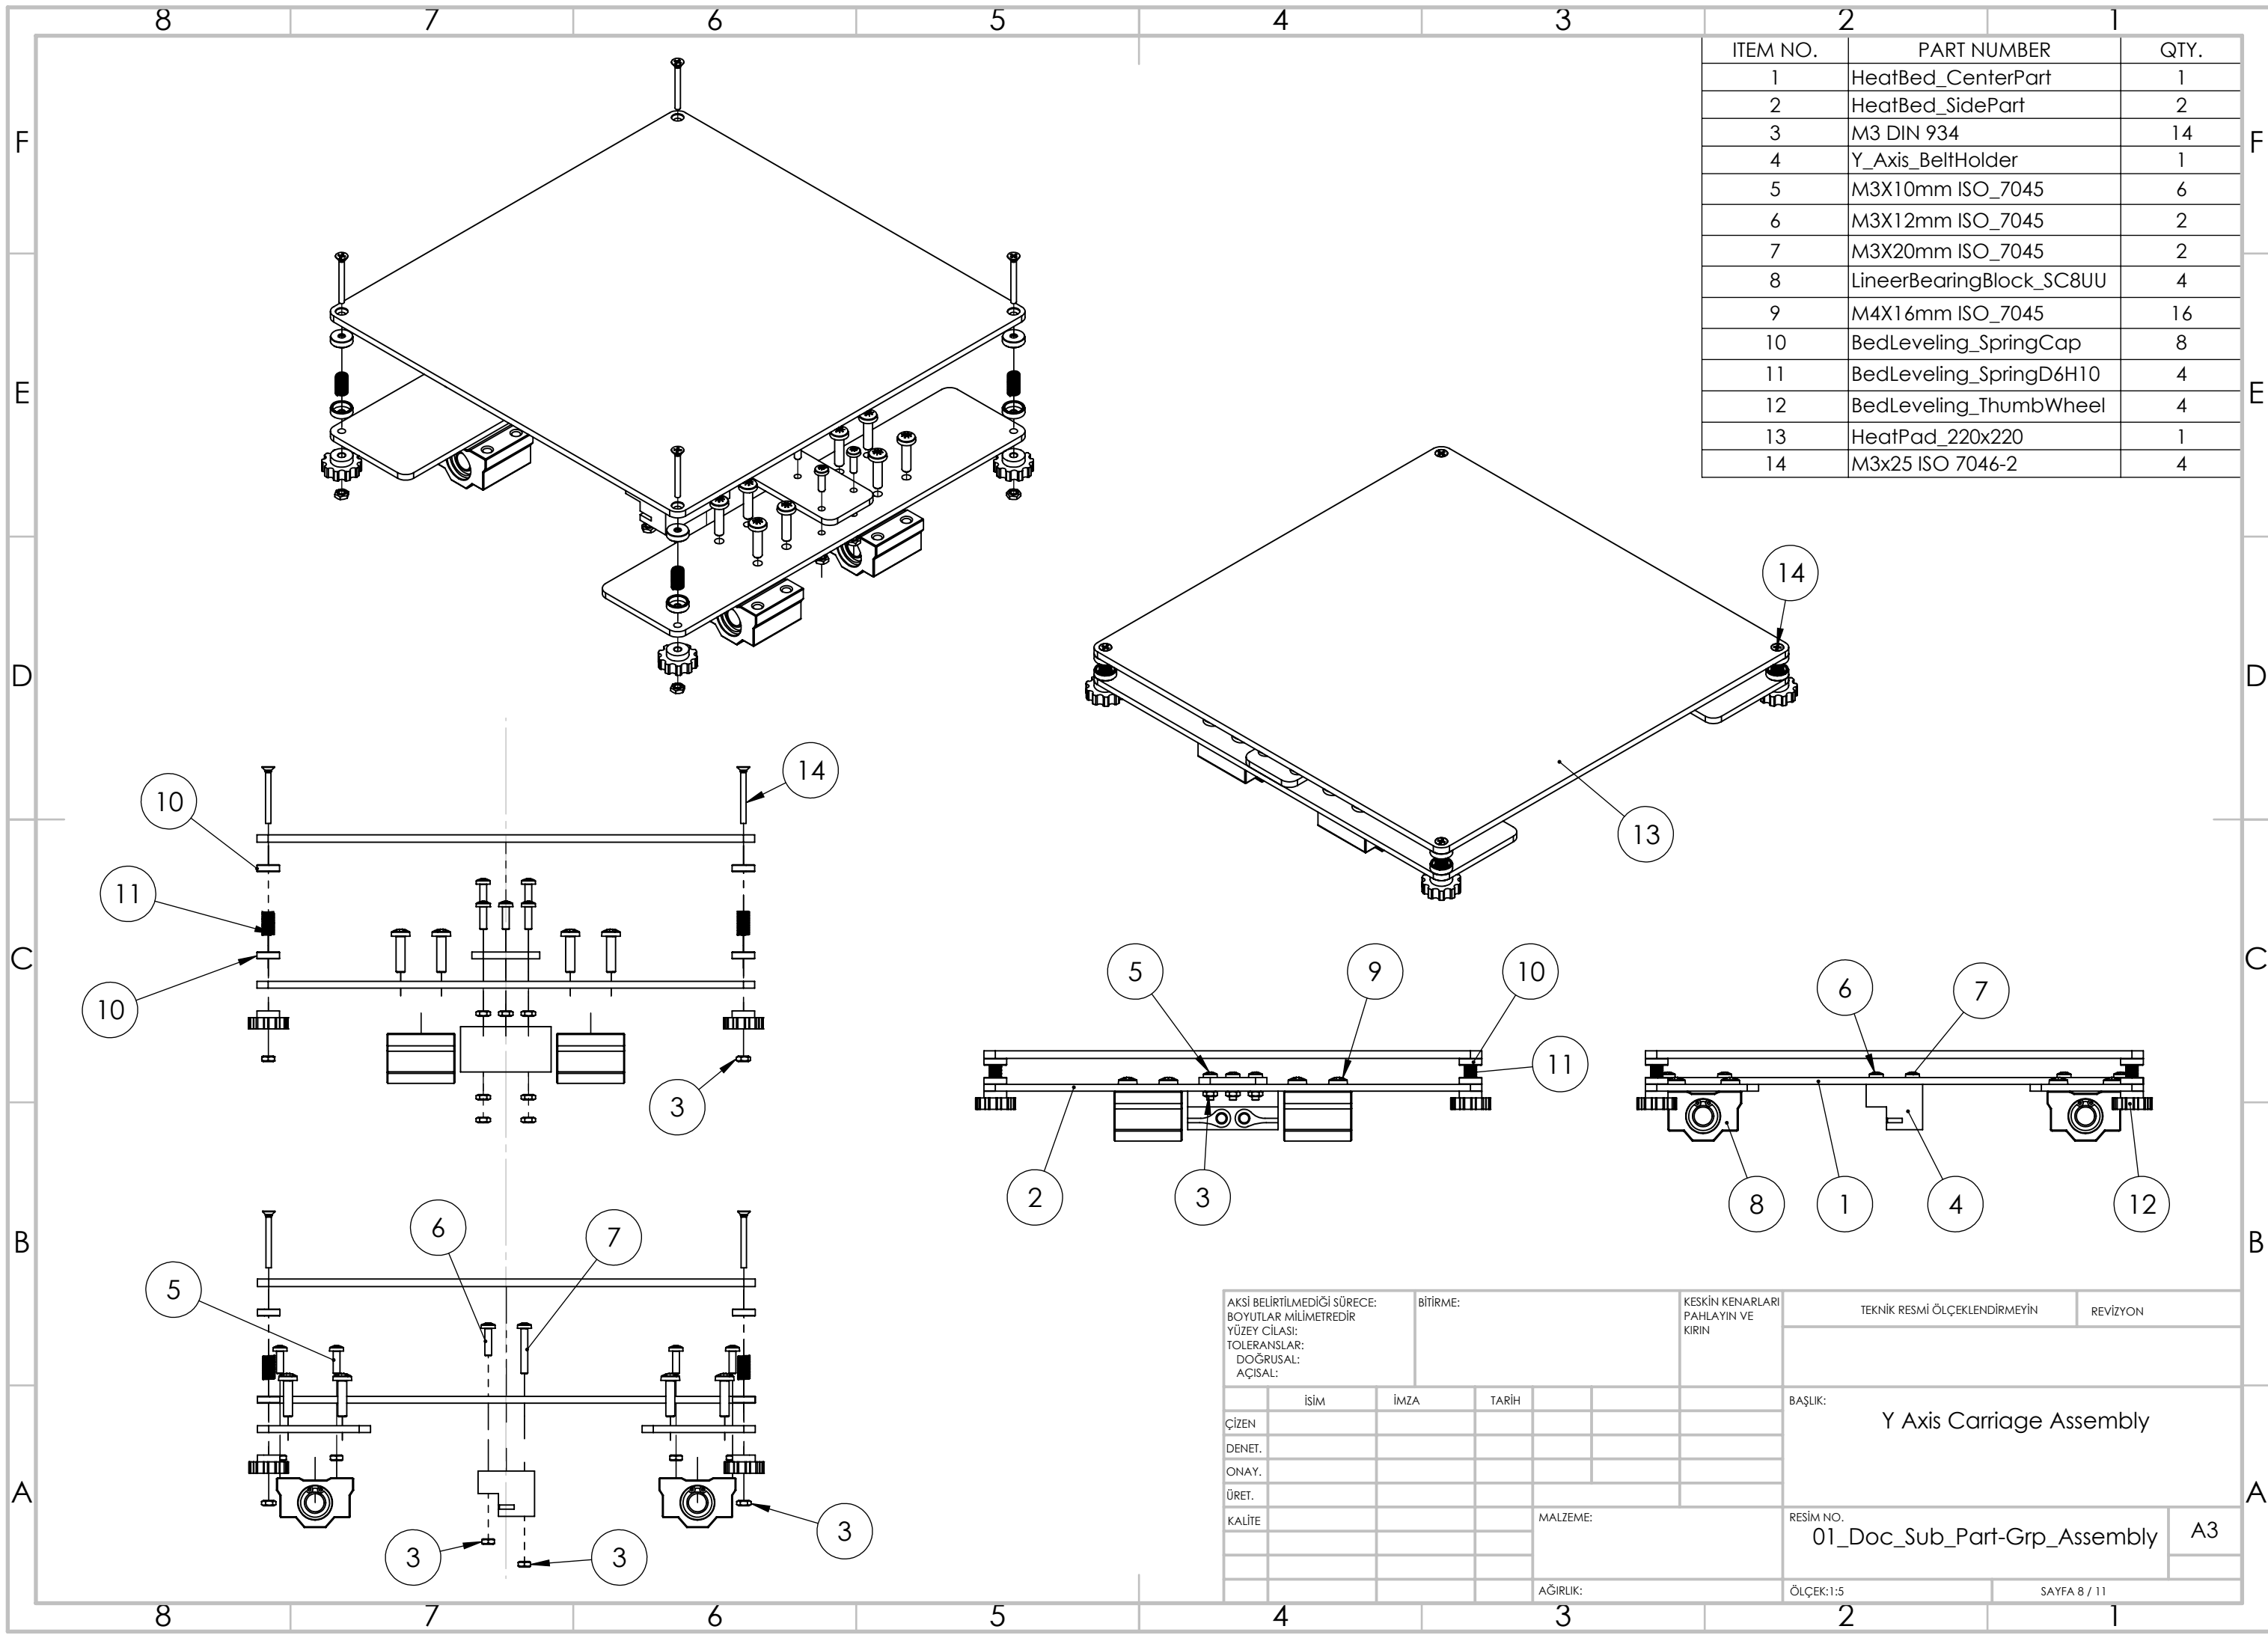 8 7 6 5 4 3 2 1
ITEM NO. PART NUMBER QTY.
1 HeatBed_CenterPart 1
2 HeatBed_SidePart 2
3 M3 DIN 934 14
4 Y_Axis_BeltHolder 1
5 M3X10mm ISO_7045 6
6 M3X12mm ISO_7045 2
7 M3X20mm ISO_7045 2
8 LineerBearingBlock_SC8UU 4
9 M4X16mm ISO_7045 16
10 BedLeveling_SpringCap 8
11 BedLeveling_SpringD6H10 4
12 BedLeveling_ThumbWheel 4
13 HeatPad_220x220 1
14 M3x25 ISO 7046-2 4
F F
E E
D D
C C
B B
A A
14
13
14
10
11
10
3
5 9 10
11
2 3
6 7
8 1 4 12
6 7
5
3 3 3
AKSİ BELİRTİLMEDİĞİ SÜRECE:
BOYUTLAR MİLİMETREDİR
YÜZEY CİLASI:
TOLERANSLAR:
DOĞRUSAL:
AÇISAL:
BİTİRME:
KESKİN KENARLARI
PAHLAYIN VE
KIRIN
TEKNİK RESMİ ÖLÇEKLENDİRMEYİN
REVİZYON
İSİM İMZA TARİH
ÇİZEN
DENET.
ONAY.
ÜRET.
KALİTE
MALZEME:
AĞIRLIK:
BAŞLIK:
Y Axis Carriage Assembly
RESİM NO.
01_Doc_Sub_Part-Grp_Assembly
A3
ÖLÇEK:1:5
SAYFA 8 / 11
8 7 6 5 4 3 2 1